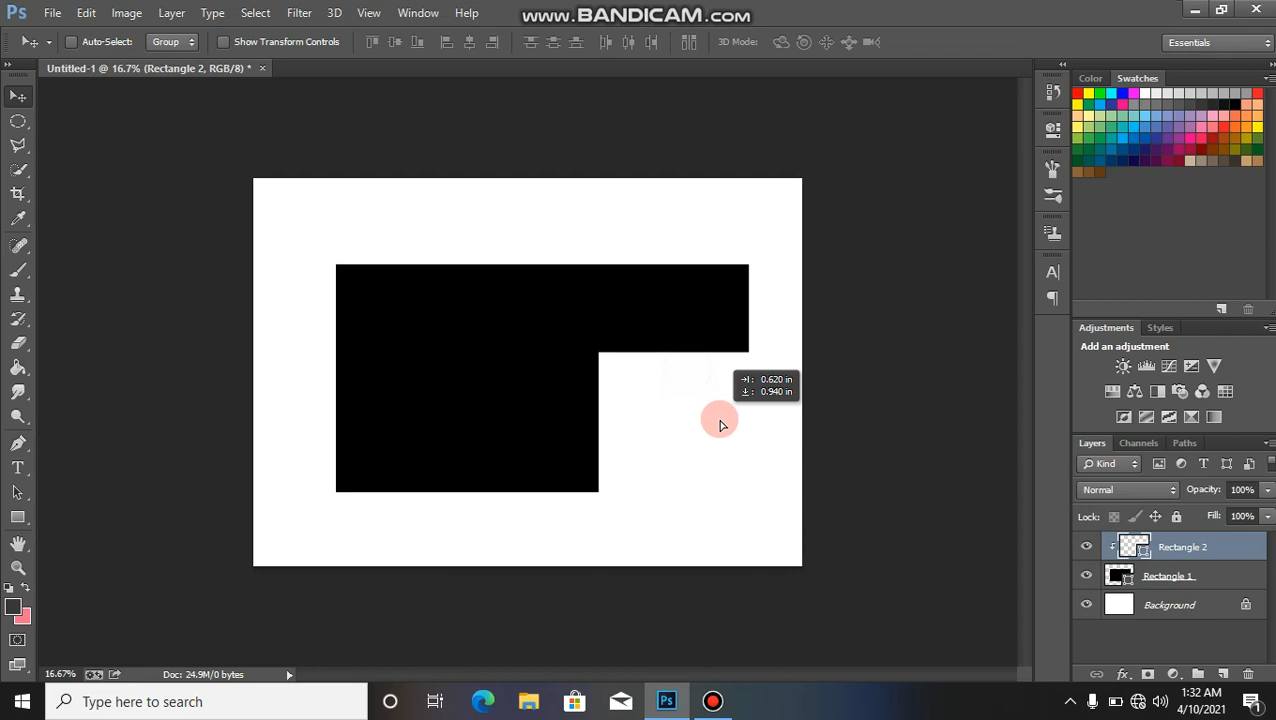 Ps File Edit Image Layer Type Select Filter 3D View Window Help
www.BANDICAM.com
Auto-Select: Group Show Transform Controls 3D Mode: Essentials
Untitled-1 @ 16.7% (Rectangle 2, RGB/8) * ×
Color Swatches
Adjustments Styles
Add an adjustment
→|: 0.620 in
↓: 0.940 in
Layers Channels Paths
Kind
Normal Opacity: 100%
Lock: Fill: 100%
Rectangle 2
Rectangle 1
Background
16.67% Doc: 24.9M/0 bytes
Type here to search
Ps
1:32 AM
4/10/2021
1